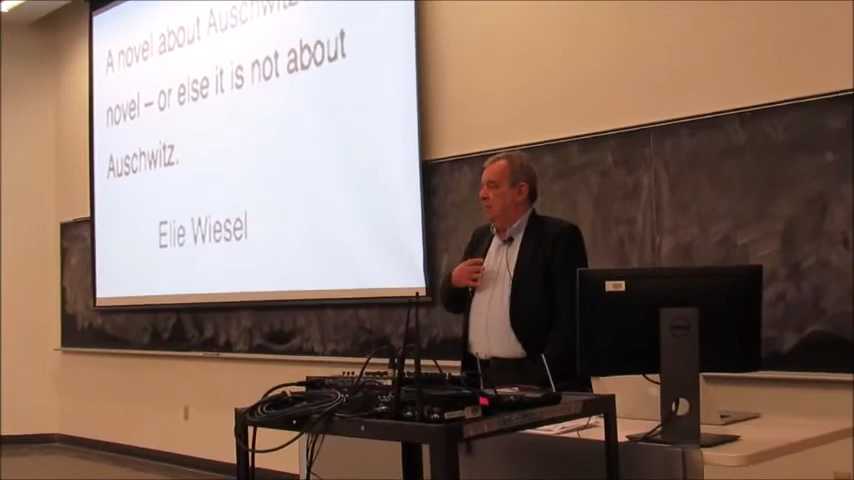 A novel about Auschwitz
novel – or else it is not about
Auschwitz.
Elie Wiesel